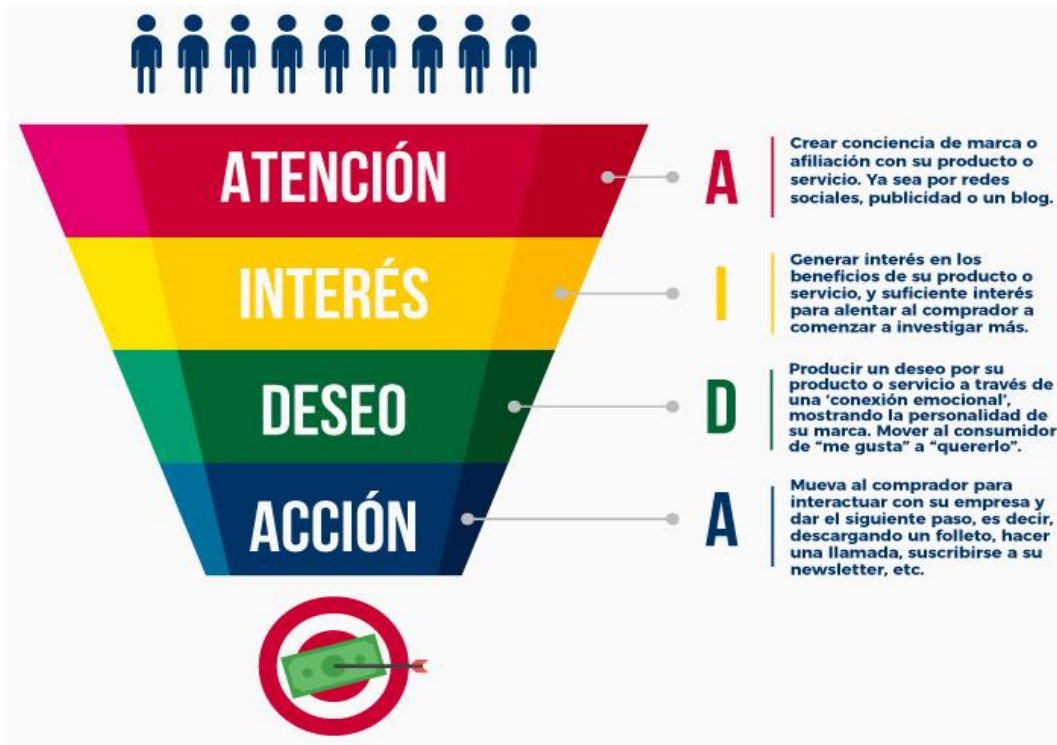 ATENCIÓN
A
Crear conciencia de marca o
afiliación con su producto o
servicio. Ya sea por redes
sociales, publicidad o un blog.
INTERÉS
I
Generar interés en los
beneficios de su producto o
servicio, y suficiente interés
para alentar al comprador a
comenzar a investigar más.
DESEO
D
Producir un deseo por su
producto o servicio a través de
una ‘conexión emocional’,
mostrando la personalidad de
su marca. Mover al consumidor
de “me gusta” a “quererlo”.
ACCIÓN
A
Mueva al comprador para
interactuar con su empresa y
dar el siguiente paso, es decir,
descargando un folleto, hacer
una llamada, suscribirse a su
newsletter, etc.